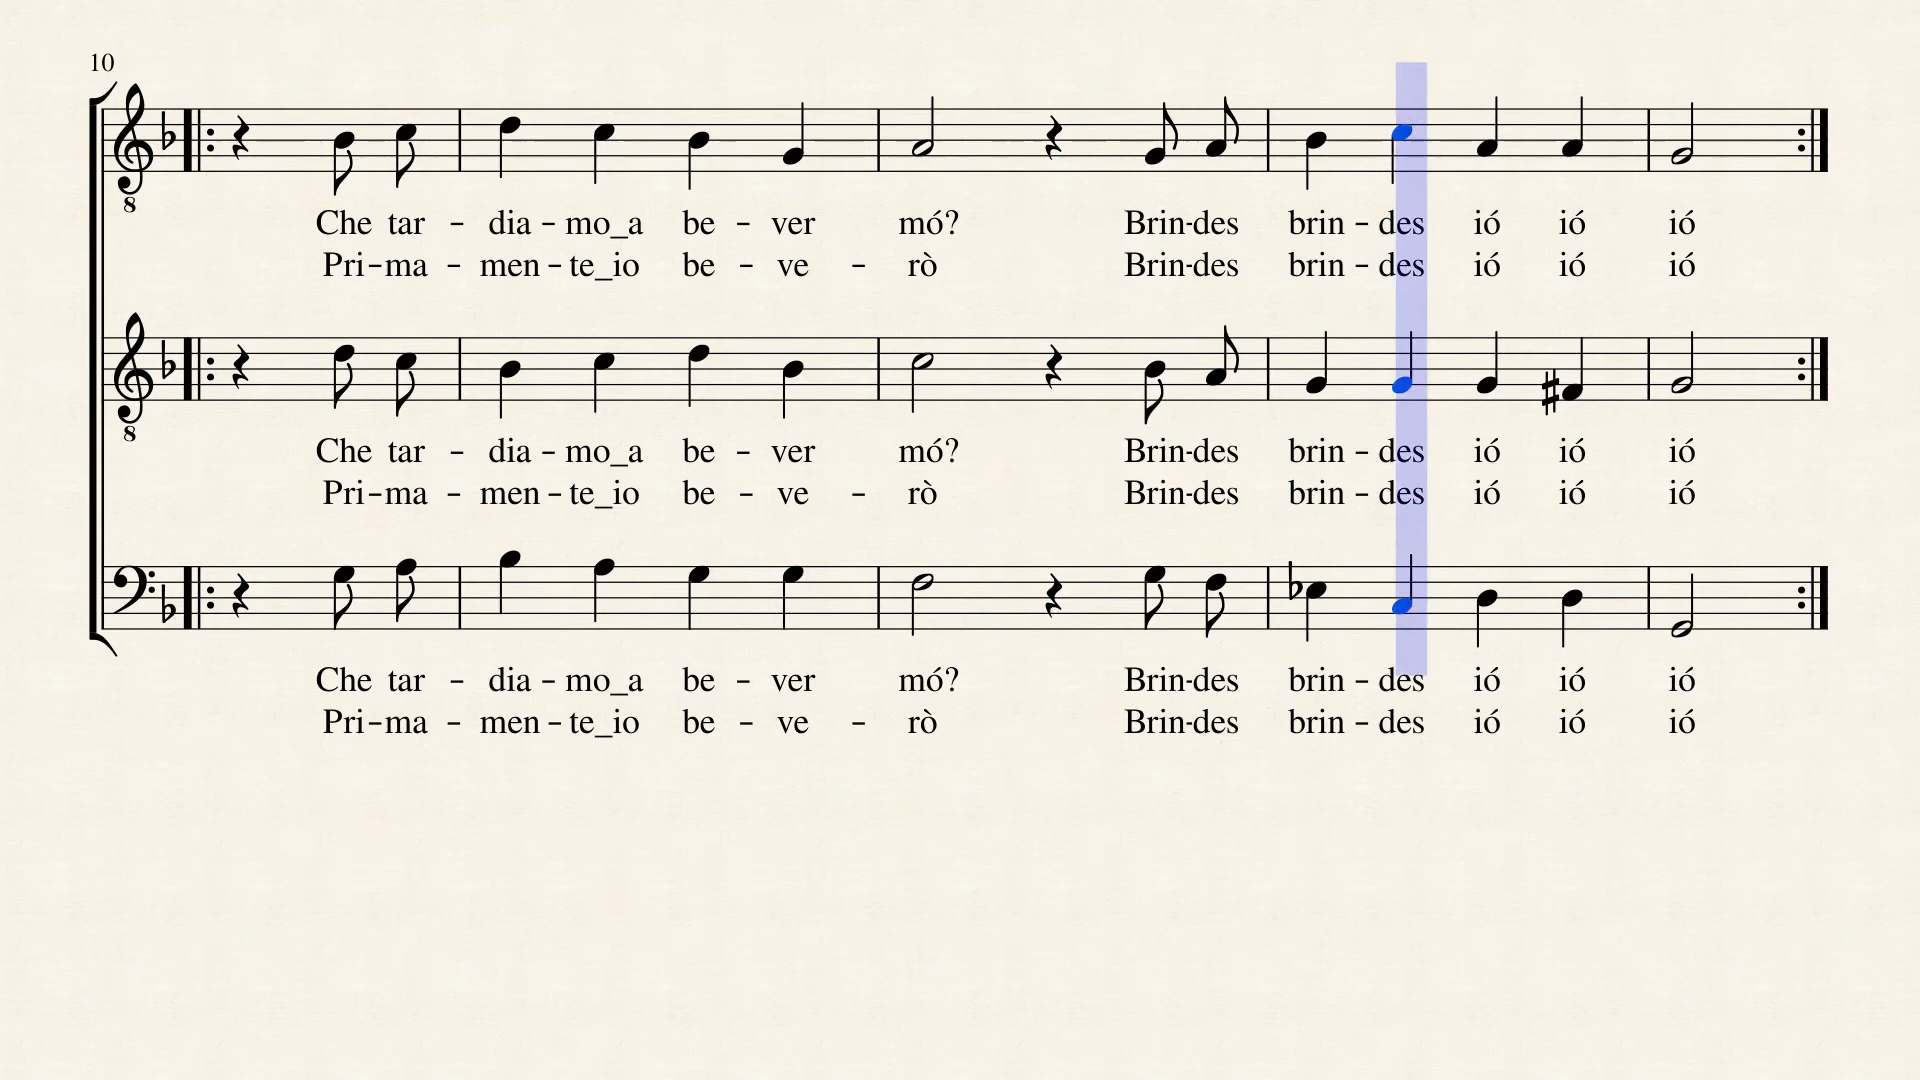 10
8
Che tar – dia – mo_a be – ver mó? Brin-des brin – des ió ió ió
Pri–ma – men – te_io be – ve – rò Brin-des brin – des ió ió ió
8
Che tar – dia – mo_a be – ver mó? Brin-des brin – des ió ió ió
Pri–ma – men – te_io be – ve – rò Brin-des brin – des ió ió ió
Che tar – dia – mo_a be – ver mó? Brin-des brin – des ió ió ió
Pri–ma – men – te_io be – ve – rò Brin-des brin – des ió ió ió